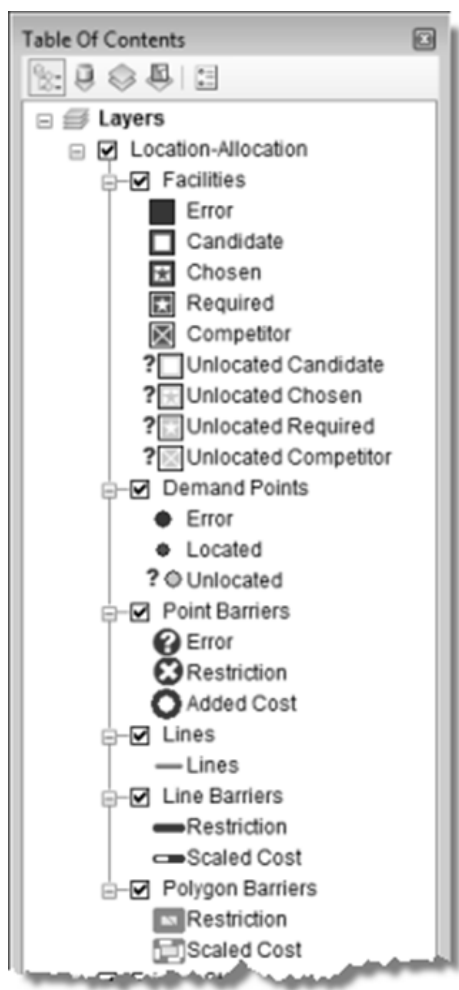 Table Of Contents
Layers
Location-Allocation
Facilities
Error
Candidate
Chosen
Required
Competitor
? Unlocated Candidate
? Unlocated Chosen
? Unlocated Required
? Unlocated Competitor
Demand Points
Error
Located
? Unlocated
Point Barriers
? Error
Restriction
Added Cost
Lines
Lines
Line Barriers
Restriction
Scaled Cost
Polygon Barriers
Restriction
Scaled Cost